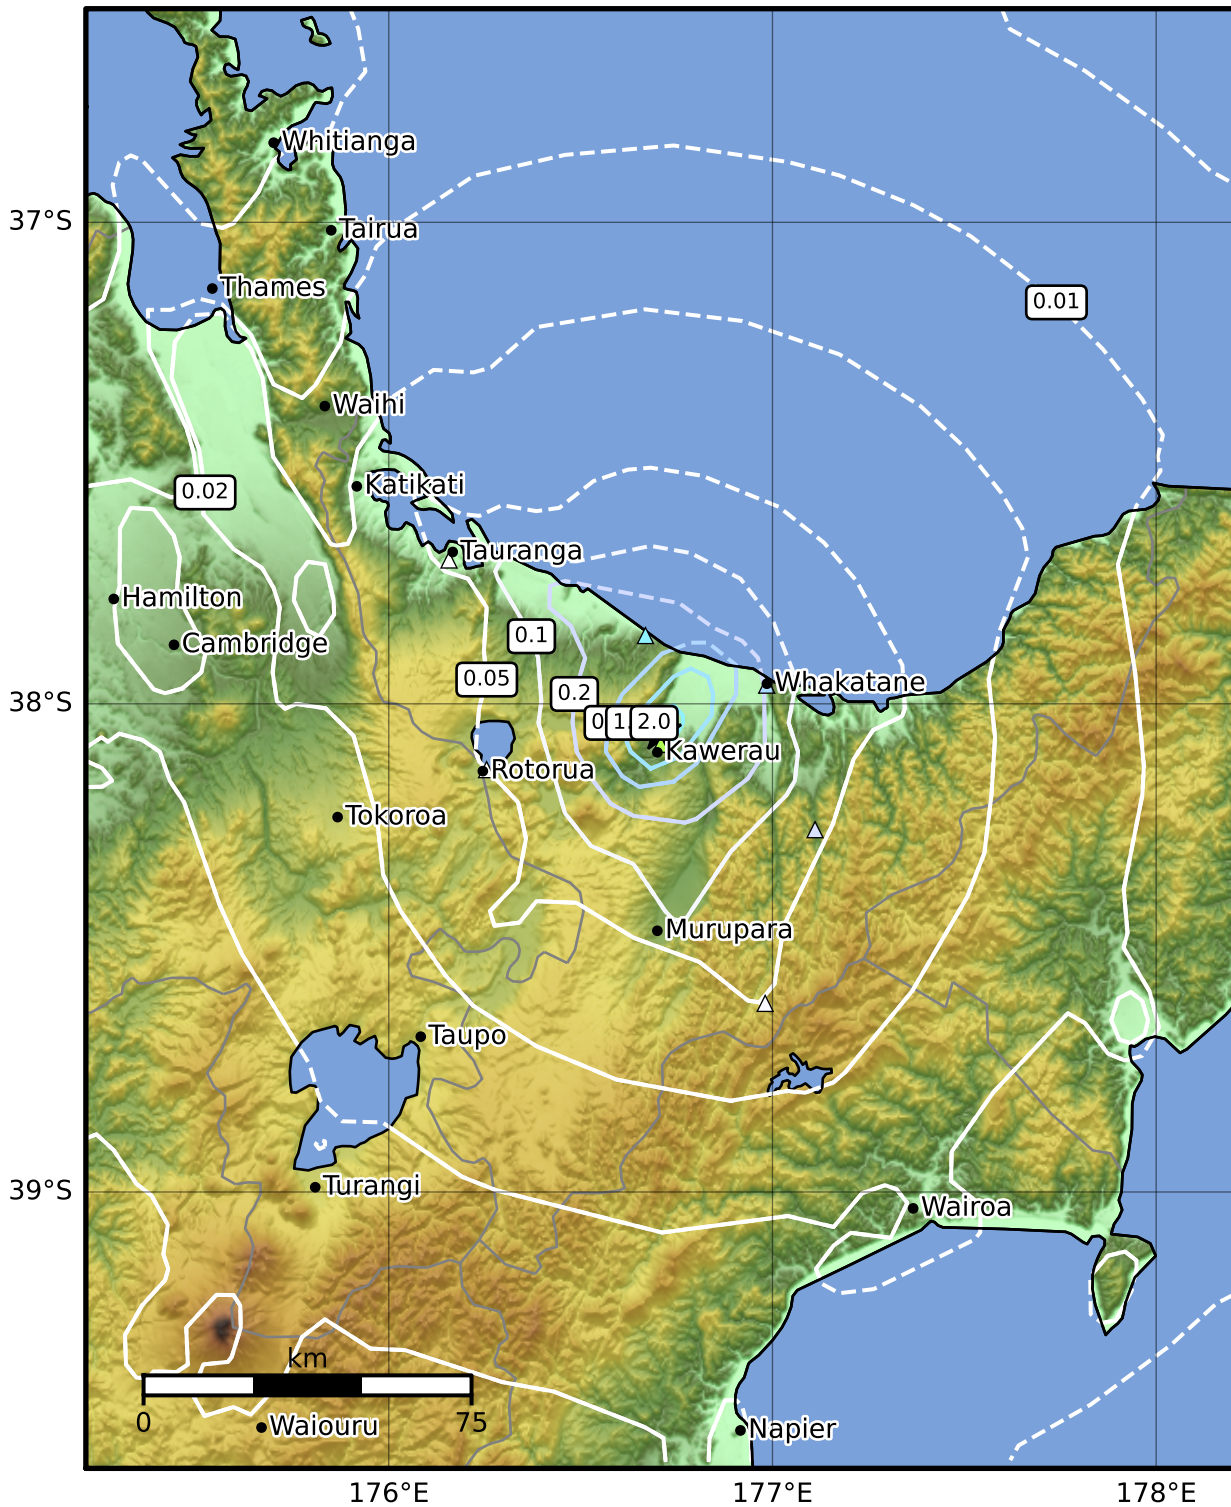 Whitianga
37°S
Tairua
Thames
0.01
Waihi
Katikati
0.02
Tauranga
Hamilton
0.1
Cambridge
0.05
Whakatane
0.2
38°S
2.0
Kawerau
Rotorua
Tokoroa
Murupara
Taupo
Turangi
39°S
Wairoa
km
0
75
Waiouru
Napier
176°E
177°E
178°E